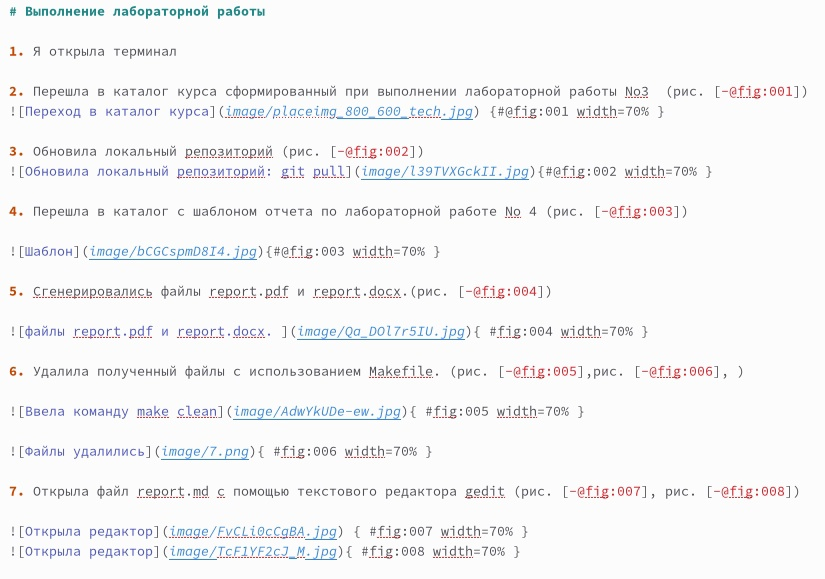 # Выполнение лабораторной работы
1. Я открыла терминал
2. Перешла в каталог курса сформированный при выполнении лабораторной работы No3  (рис. [-@fig:001])
![Переход в каталог курса](image/placeimg_800_600_tech.jpg) {#@fig:001 width=70% }
3. Обновила локальный репозиторий (рис. [-@fig:002])
![Обновила локальный репозиторий: git pull](image/l39TVXGckII.jpg){#@fig:002 width=70% }
4. Перешла в каталог с шаблоном отчета по лабораторной работе No 4 (рис. [-@fig:003])
![Шаблон](image/bCGCspmD8I4.jpg){#@fig:003 width=70% }
5. Сгенерировались файлы report.pdf и report.docx.(рис. [-@fig:004])
![файлы report.pdf и report.docx. ](image/Qa_DOl7r5IU.jpg){ #fig:004 width=70% }
6. Удалила полученный файлы с использованием Makefile. (рис. [-@fig:005],рис. [-@fig:006], )
![Ввела команду make clean](image/AdwYkUDe-ew.jpg){ #fig:005 width=70% }
![Файлы удалились](image/7.png){ #fig:006 width=70% }
7. Открыла файл report.md c помощью текстового редактора gedit (рис. [-@fig:007], рис. [-@fig:008])
![Открыла редактор](image/FvCLi0cCgBA.jpg) { #fig:007 width=70% }
![Открыла редактор](image/TcF1YF2cJ_M.jpg){ #fig:008 width=70% }